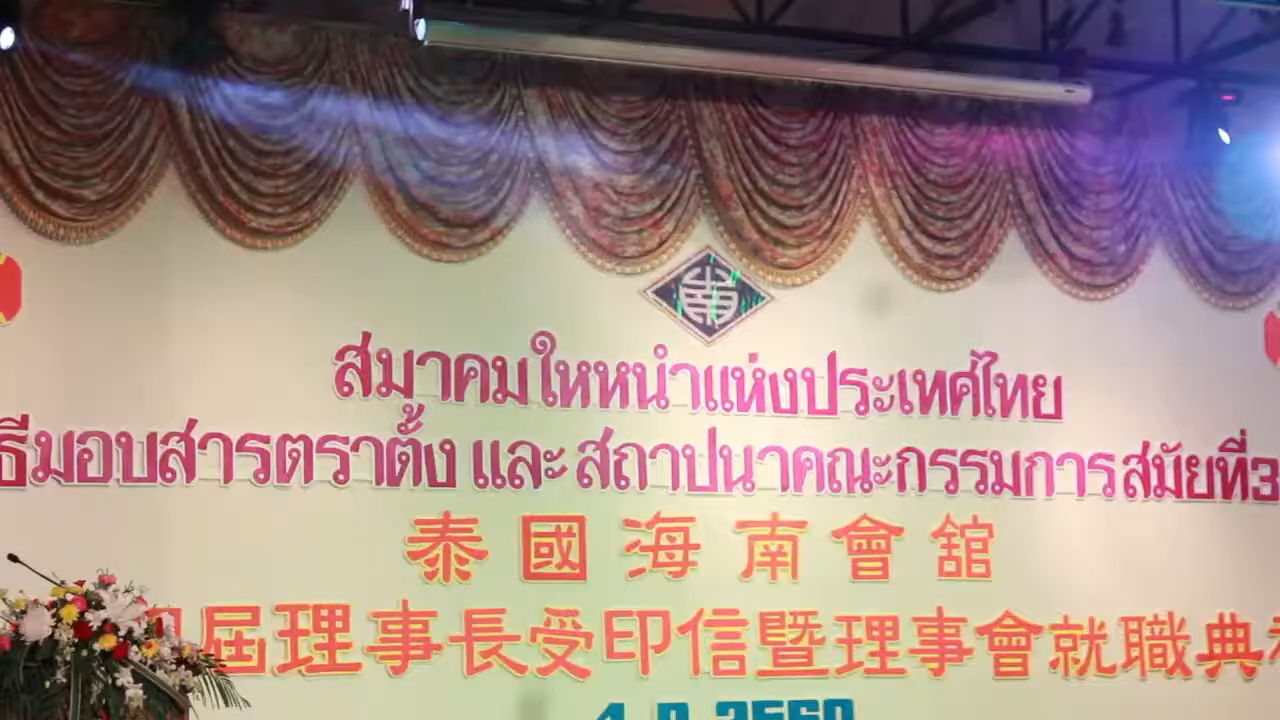 สมาคมไหหนำแห่งประเทศไทย
ธีมอบสารตราตั้ง และ สถาปนาคณะกรรมการ สมัยที่3
泰國海南會舘
屆理事長受印信暨理事會就職典
2560